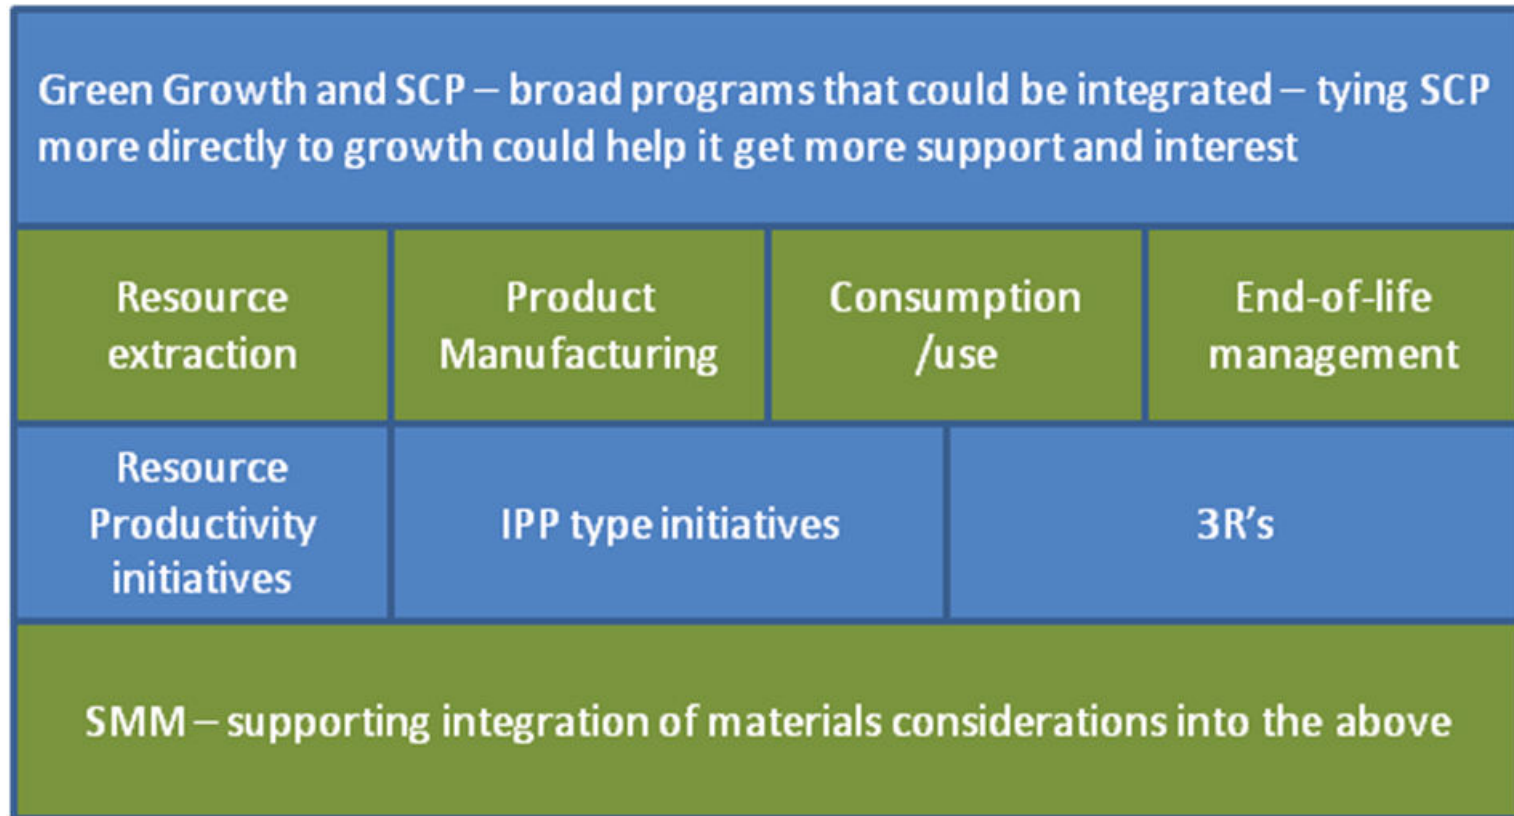 Green Growth and SCP – broad programs that could be integrated – tying SCP
more directly to growth could help it get more support and interest
Resource
extraction
Product
Manufacturing
Consumption
/use
End-of-life
management
Resource
Productivity
initiatives
IPP type initiatives
3R’s
SMM – supporting integration of materials considerations into the above